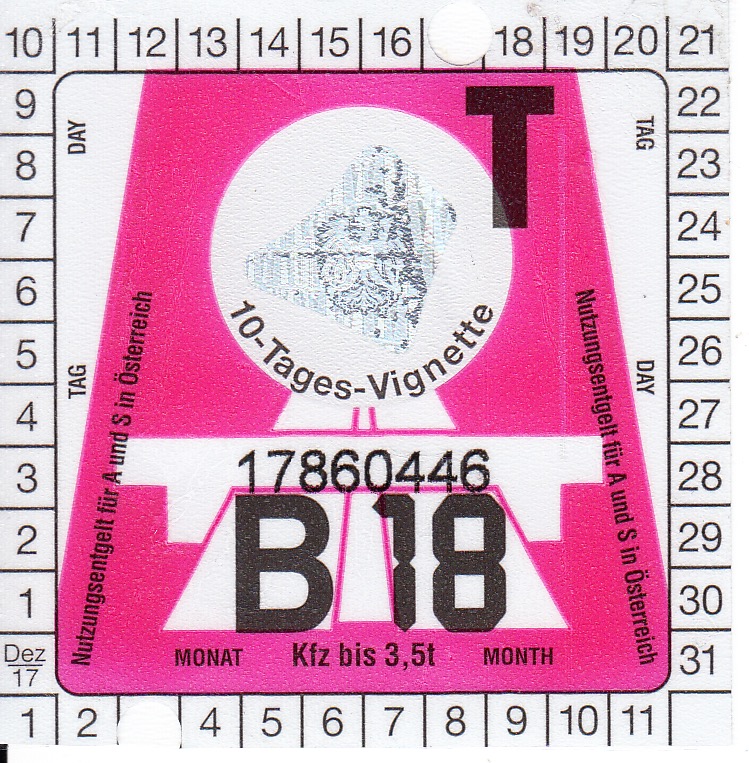 10 11 12 13 14 15 16 18 19 20 21
9 22
8 23
7 24
6 25
5 26
4 27
3 28
2 29
1 30
Dez 17 31
1 2 4 5 6 7 8 9 10 11
DAY
TAG
T
10-Tages-Vignette
TAG
DAY
Nutzungsentgelt für A und S in Österreich
Nutzungsentgelt für A und S in Österreich
17860446
B'18
MONAT Kfz bis 3,5t MONTH